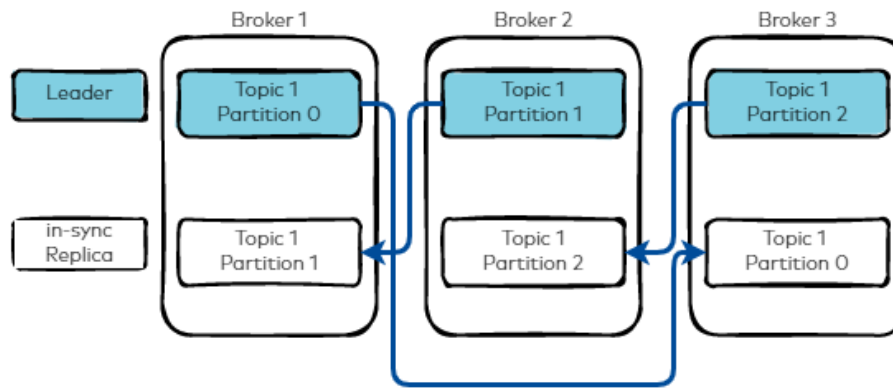 Broker 1
Broker 2
Broker 3
Leader
Topic 1
Partition 0
Topic 1
Partition 1
Topic 1
Partition 2
in-sync
Replica
Topic 1
Partition 1
Topic 1
Partition 2
Topic 1
Partition 0